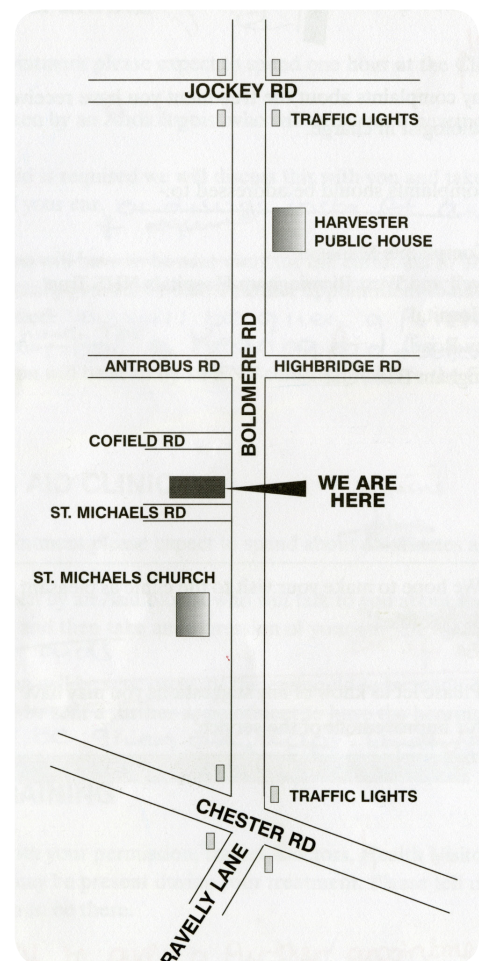 JOCKEY RD
TRAFFIC LIGHTS
HARVESTER
PUBLIC HOUSE
BOLDMERE RD
ANTROBUS RD
HIGHBRIDGE RD
COFIELD RD
WE ARE
HERE
ST. MICHAELS RD
ST. MICHAELS CHURCH
TRAFFIC LIGHTS
CHESTER RD
RAVELLY LANE